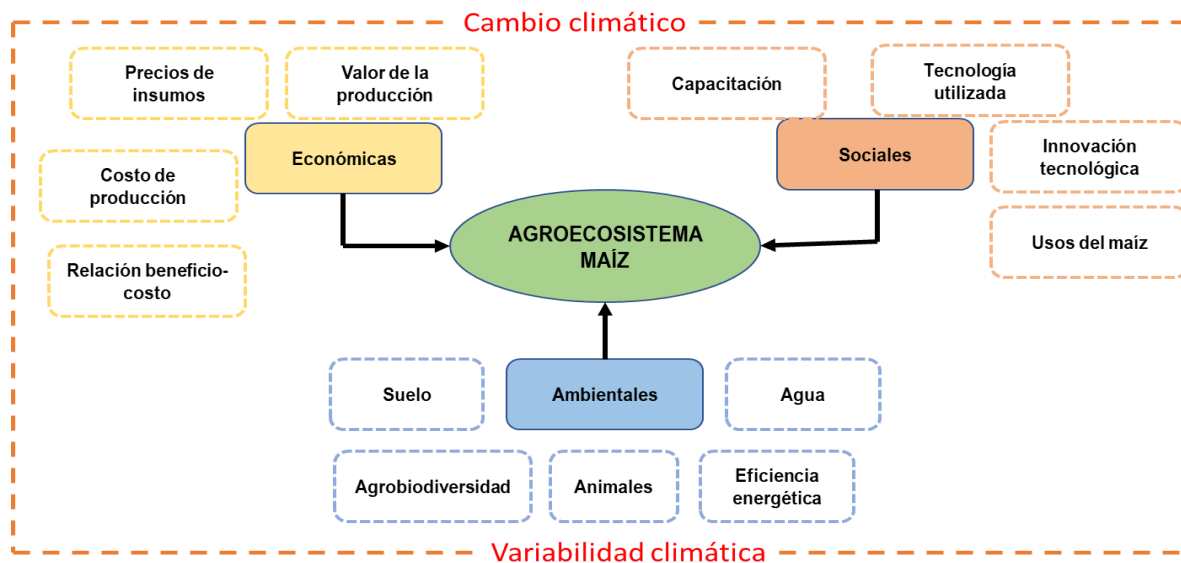 Cambio climático
Precios de
insumos
Valor de la
producción
Económicas
Costo de
producción
Relación beneficio-
costo
Capacitación
Tecnología
utilizada
Sociales
Innovación
tecnológica
Usos del maíz
AGROECOSISTEMA
MAÍZ
Suelo
Ambientales
Agua
Agrobiodiversidad
Animales
Eficiencia
energética
Variabilidad climática